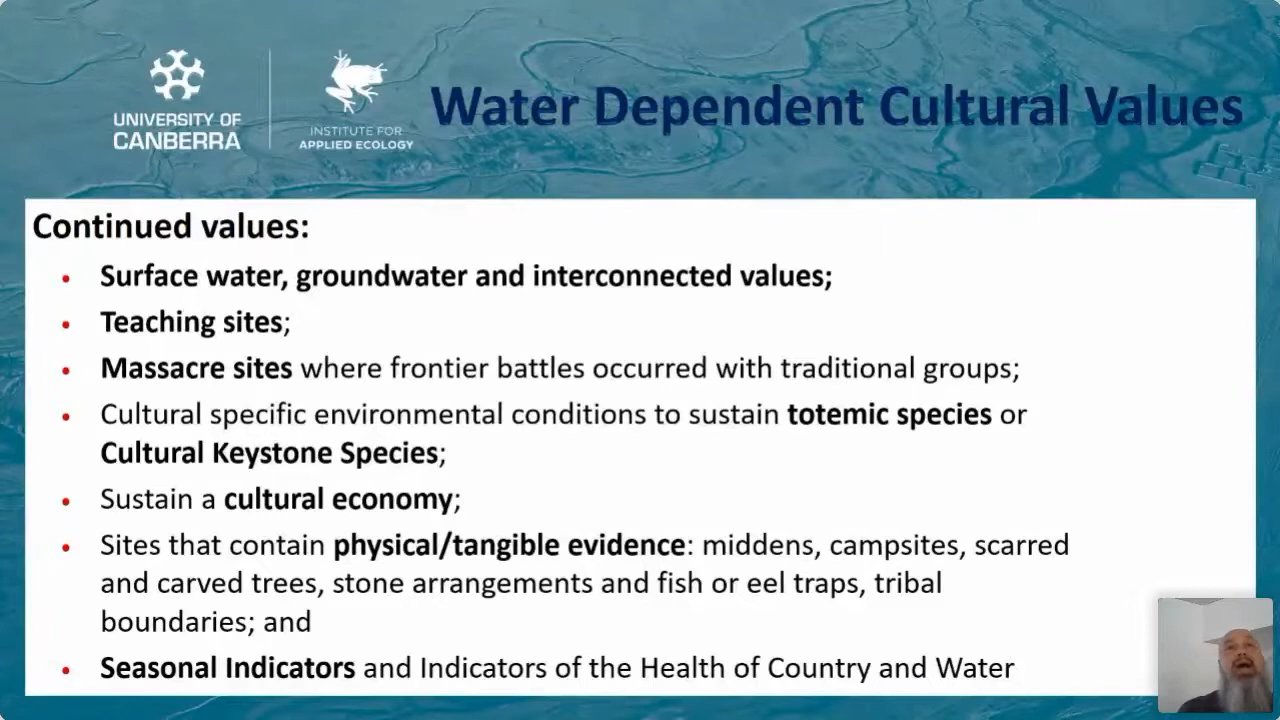 UNIVERSITY OF
CANBERRA
INSTITUTE FOR
APPLIED ECOLOGY
Water Dependent Cultural Values
Continued values:
• Surface water, groundwater and interconnected values;
• Teaching sites;
• Massacre sites where frontier battles occurred with traditional groups;
• Cultural specific environmental conditions to sustain totemic species or
Cultural Keystone Species;
• Sustain a cultural economy;
• Sites that contain physical/tangible evidence: middens, campsites, scarred
and carved trees, stone arrangements and fish or eel traps, tribal
boundaries; and
• Seasonal Indicators and Indicators of the Health of Country and Water